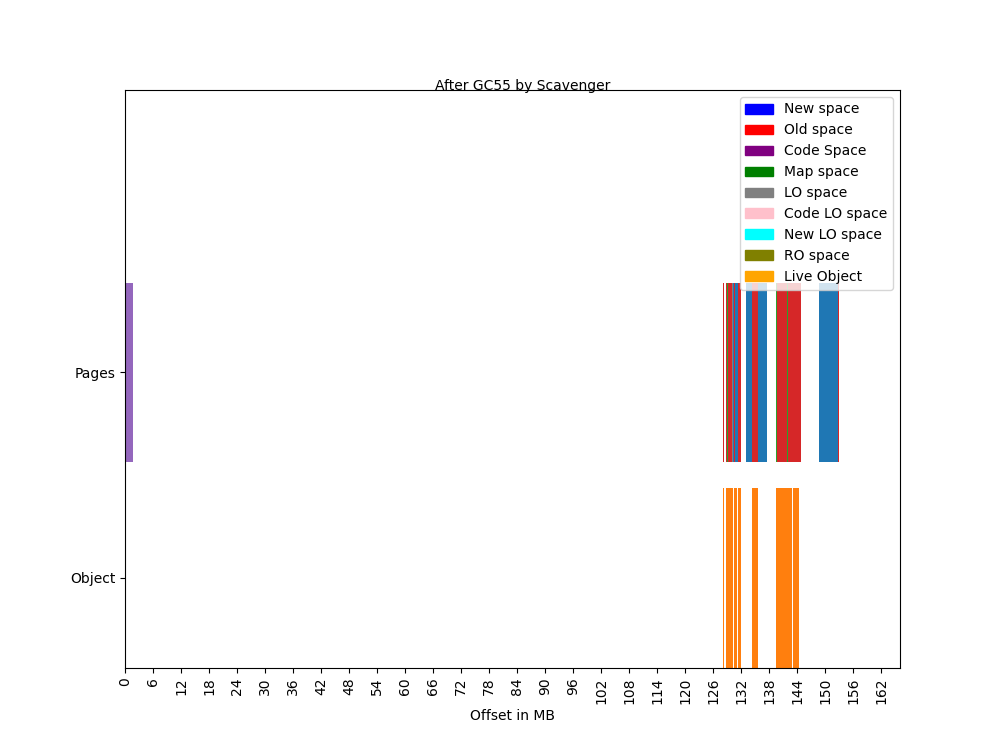 After GC55 by Scavenger
New space
Old space
Code Space
Map space
LO space
Code LO space
New LO space
RO space
Live Object
Pages
Object
0 6 12 18 24 30 36 42 48 54 60 66 72 78 84 90 96 102 108 114 120 126 132 138 144 150 156 162
Offset in MB